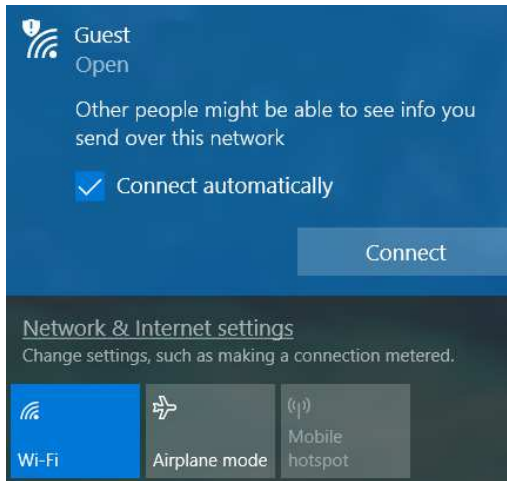 Guest
Open
Other people might be able to see info you
send over this network
Connect automatically
Connect
Network & Internet settings
Change settings, such as making a connection metered.
Wi-Fi
Airplane mode
Mobile
hotspot